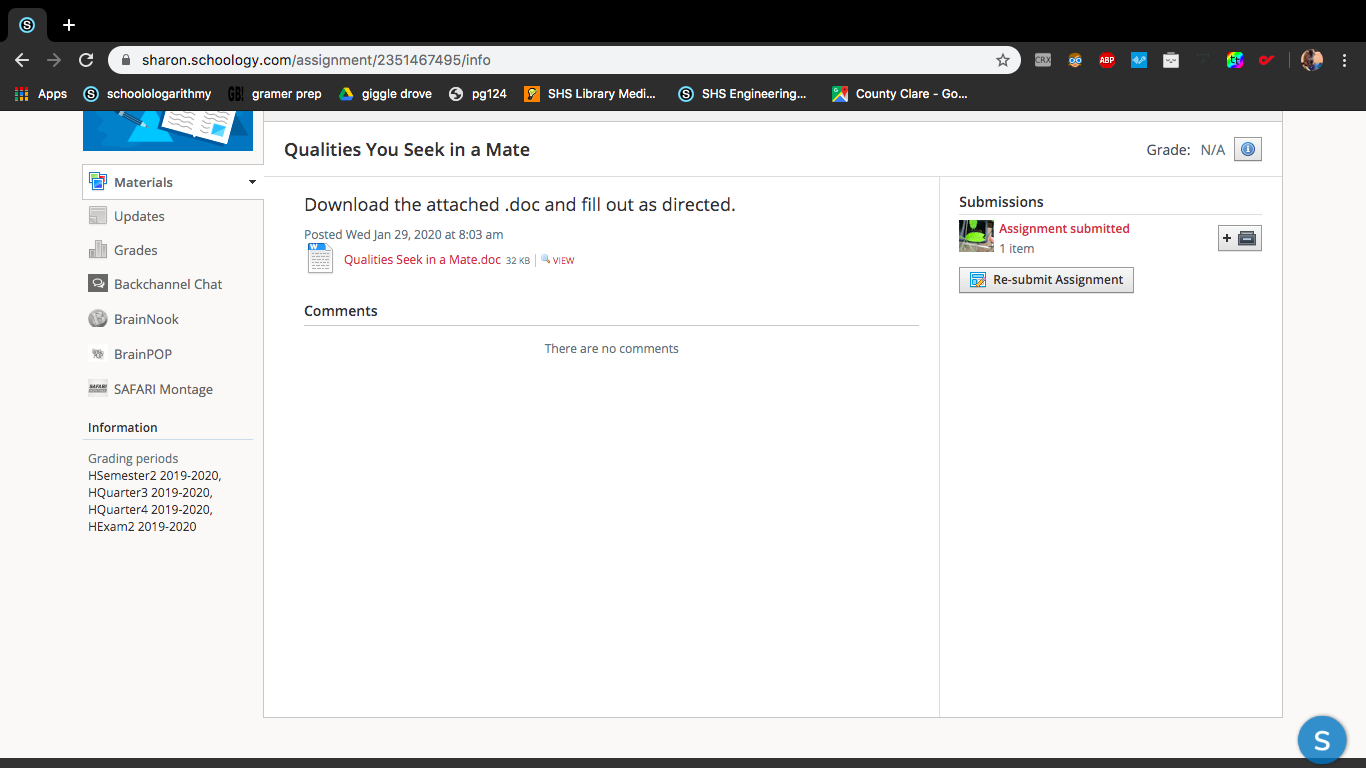 sharon.schoology.com/assignment/2351467495/info
CRX ABP
Apps schoolologarithmy GB! gramer prep giggle drove pg124 SHS Library Medi... SHS Engineering... County Clare - Go...
Qualities You Seek in a Mate
Grade: N/A
Materials
Updates
Grades
Backchannel Chat
BrainNook
BrainPOP
SAFARI Montage
Information
Grading periods
HSemester2 2019-2020,
HQuarter3 2019-2020,
HQuarter4 2019-2020,
HExam2 2019-2020
Download the attached .doc and fill out as directed.
Posted Wed Jan 29, 2020 at 8:03 am
Qualities Seek in a Mate.doc 32 KB VIEW
Comments
There are no comments
Submissions
Assignment submitted
1 item
Re-submit Assignment
S